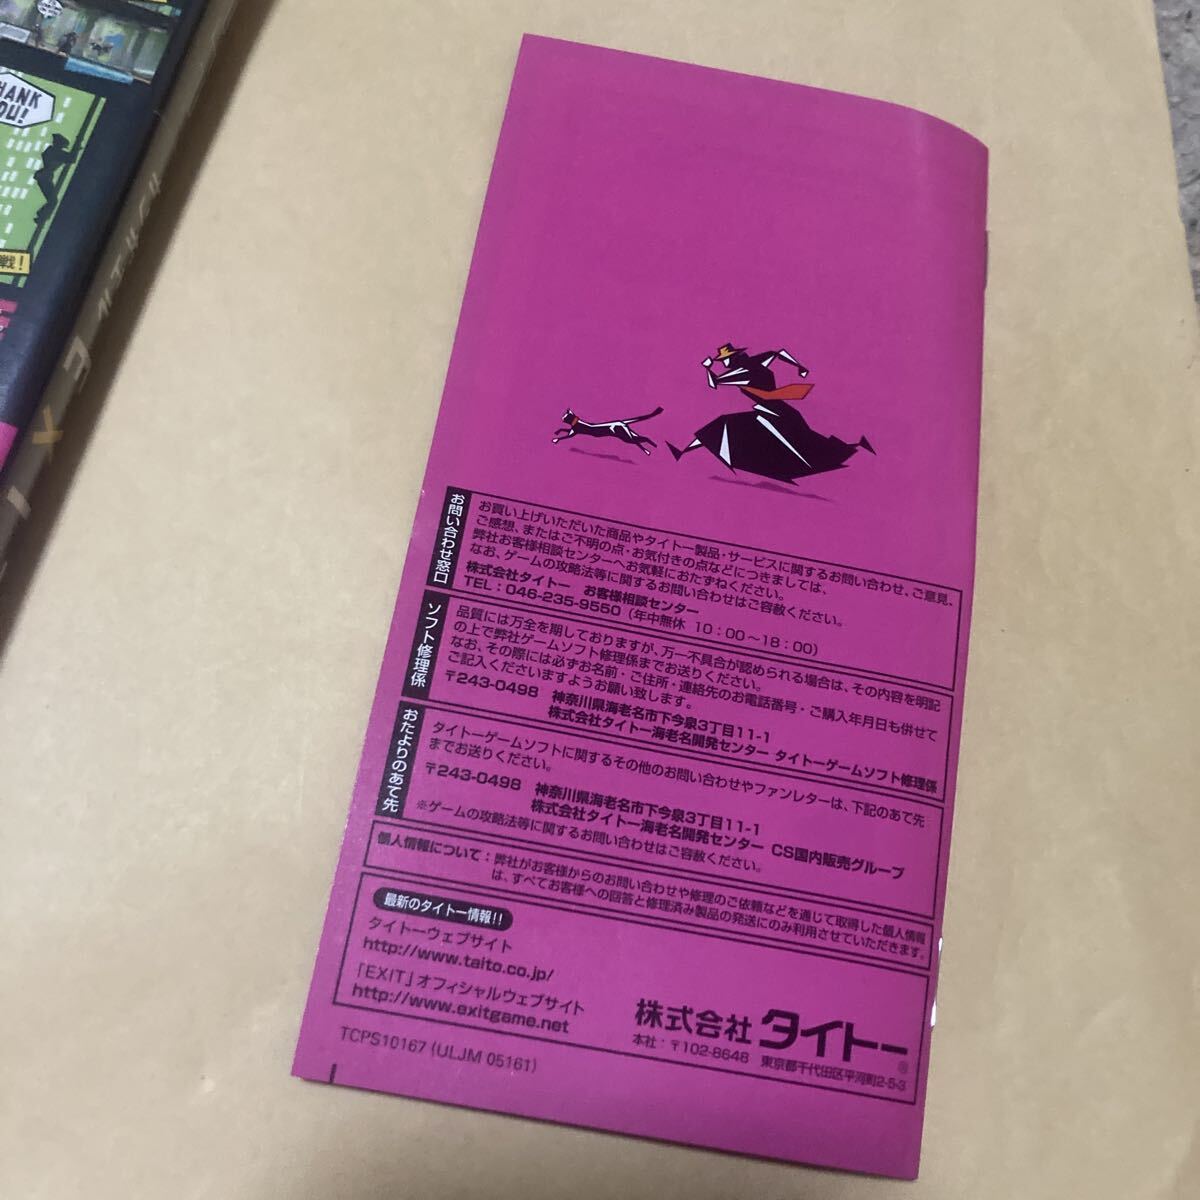 THANK
YOU!
戦！
EXIT
お問い合わせ窓口
お買い上げいただいた商品やタイトー製品・サービスに関するお問い合わせ、ご意見、
ご感想、またはご不明の点・お気付きの点などにつきましては、
弊社お客様相談センターへお気軽におたずねください。
なお、ゲームの攻略法等に関するお問い合わせはご容赦ください。
株式会社タイトー　お客様相談センター
TEL：046-235-9550（年中無休 10：00〜18：00）
ソフト修理係
品質には万全を期しておりますが、万一不具合が認められる場合は、その内容を明記
の上で弊社ゲームソフト修理係までお送りください。
なお、その際には必ずお名前・ご住所・連絡先のお電話番号・ご購入年月日も併せて
ご記入くださいますようお願い致します。
〒243-0498　神奈川県海老名市下今泉3丁目11-1
株式会社タイトー海老名開発センター タイトーゲームソフト修理係
おたよりのあて先
タイトーゲームソフトに関するその他のお問い合わせやファンレターは、下記のあて先
までお送りください。
〒243-0498　神奈川県海老名市下今泉3丁目11-1
株式会社タイトー海老名開発センター CS国内販売グループ
※ゲームの攻略法等に関するお問い合わせはご容赦ください。
個人情報について：弊社がお客様からのお問い合わせや修理のご依頼などを通じて取得した個人情報
は、すべてお客様への回答と修理済み製品の発送にのみ利用させていただきます。
最新のタイトー情報!!
タイトーウェブサイト
http://www.taito.co.jp/
「EXIT」オフィシャルウェブサイト
http://www.exitgame.net
株式会社 タイトー®
本社：〒102-8648　東京都千代田区平河町2-5-3
TCPS10167 (ULJM 05161)